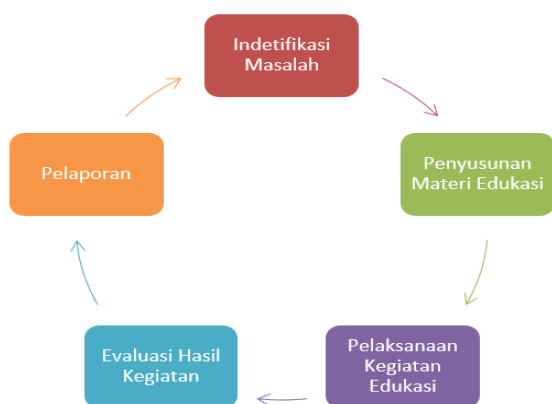 Indetifikasi
Masalah
Penyusunan
Materi Edukasi
Pelaksanaan
Kegiatan
Edukasi
Evaluasi Hasil
Kegiatan
Pelaporan